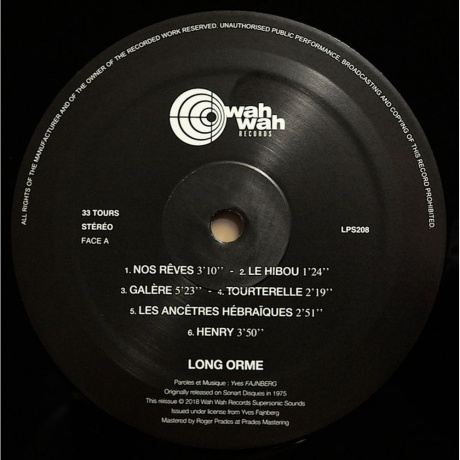 ALL RIGHTS OF THE MANUFACTURER AND OF THE OWNER OF THE RECORDED WORK RESERVED. UNAUTHORISED PUBLIC PERFORMANCE, BROADCASTING AND COPYING OF THIS RECORD PROHIBITED.
wah
wah
RECORDS
33 TOURS
STÉRÉO
FACE A
LPS208
1. NOS RÊVES 3'10'' - 2. LE HIBOU 1'24''
3. GALÈRE 5'23'' - 4. TOURTERELLE 2'19''
5. LES ANCÊTRES HÉBRAÏQUES 2'51''
6. HENRY 3'50''
LONG ORME
Paroles et Musique : Yves FAJNBERG
Originally released on Sonart Disques in 1975
This reissue © 2018 Wah Wah Records Supersonic Sounds
Issued under license from Yves Fajnberg
Mastered by Roger Prades at Prades Mastering